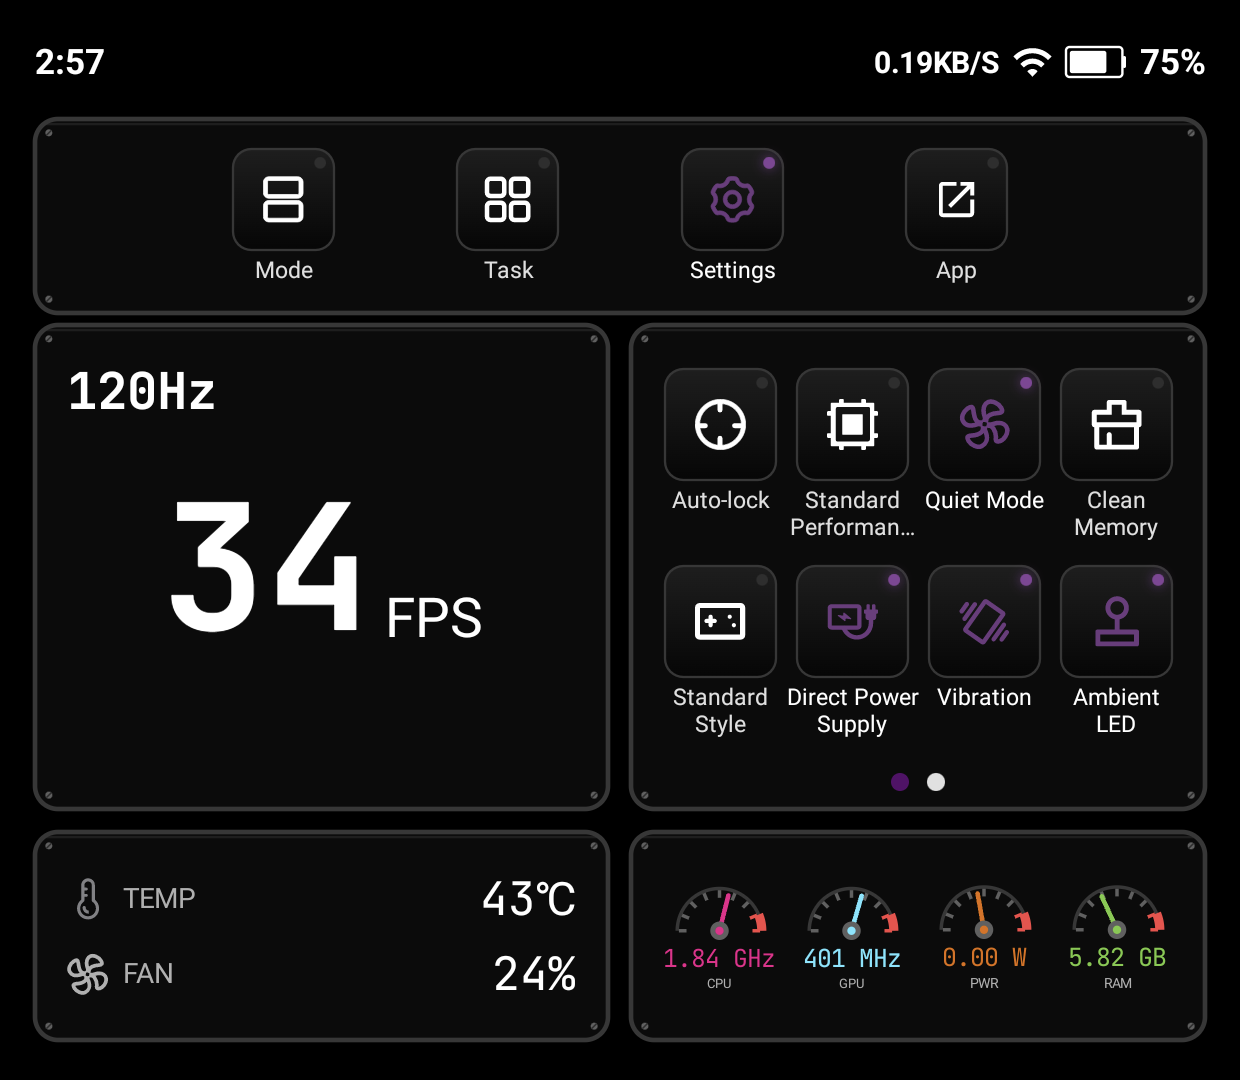 2:57
0.19KB/S
75%
Mode
Task
Settings
App
120Hz
34 FPS
Auto-lock
Standard
Performan...
Quiet Mode
Clean
Memory
Standard
Style
Direct Power
Supply
Vibration
Ambient
LED
TEMP
43°C
FAN
24%
1.84 GHz
CPU
401 MHz
GPU
0.00 W
PWR
5.82 GB
RAM